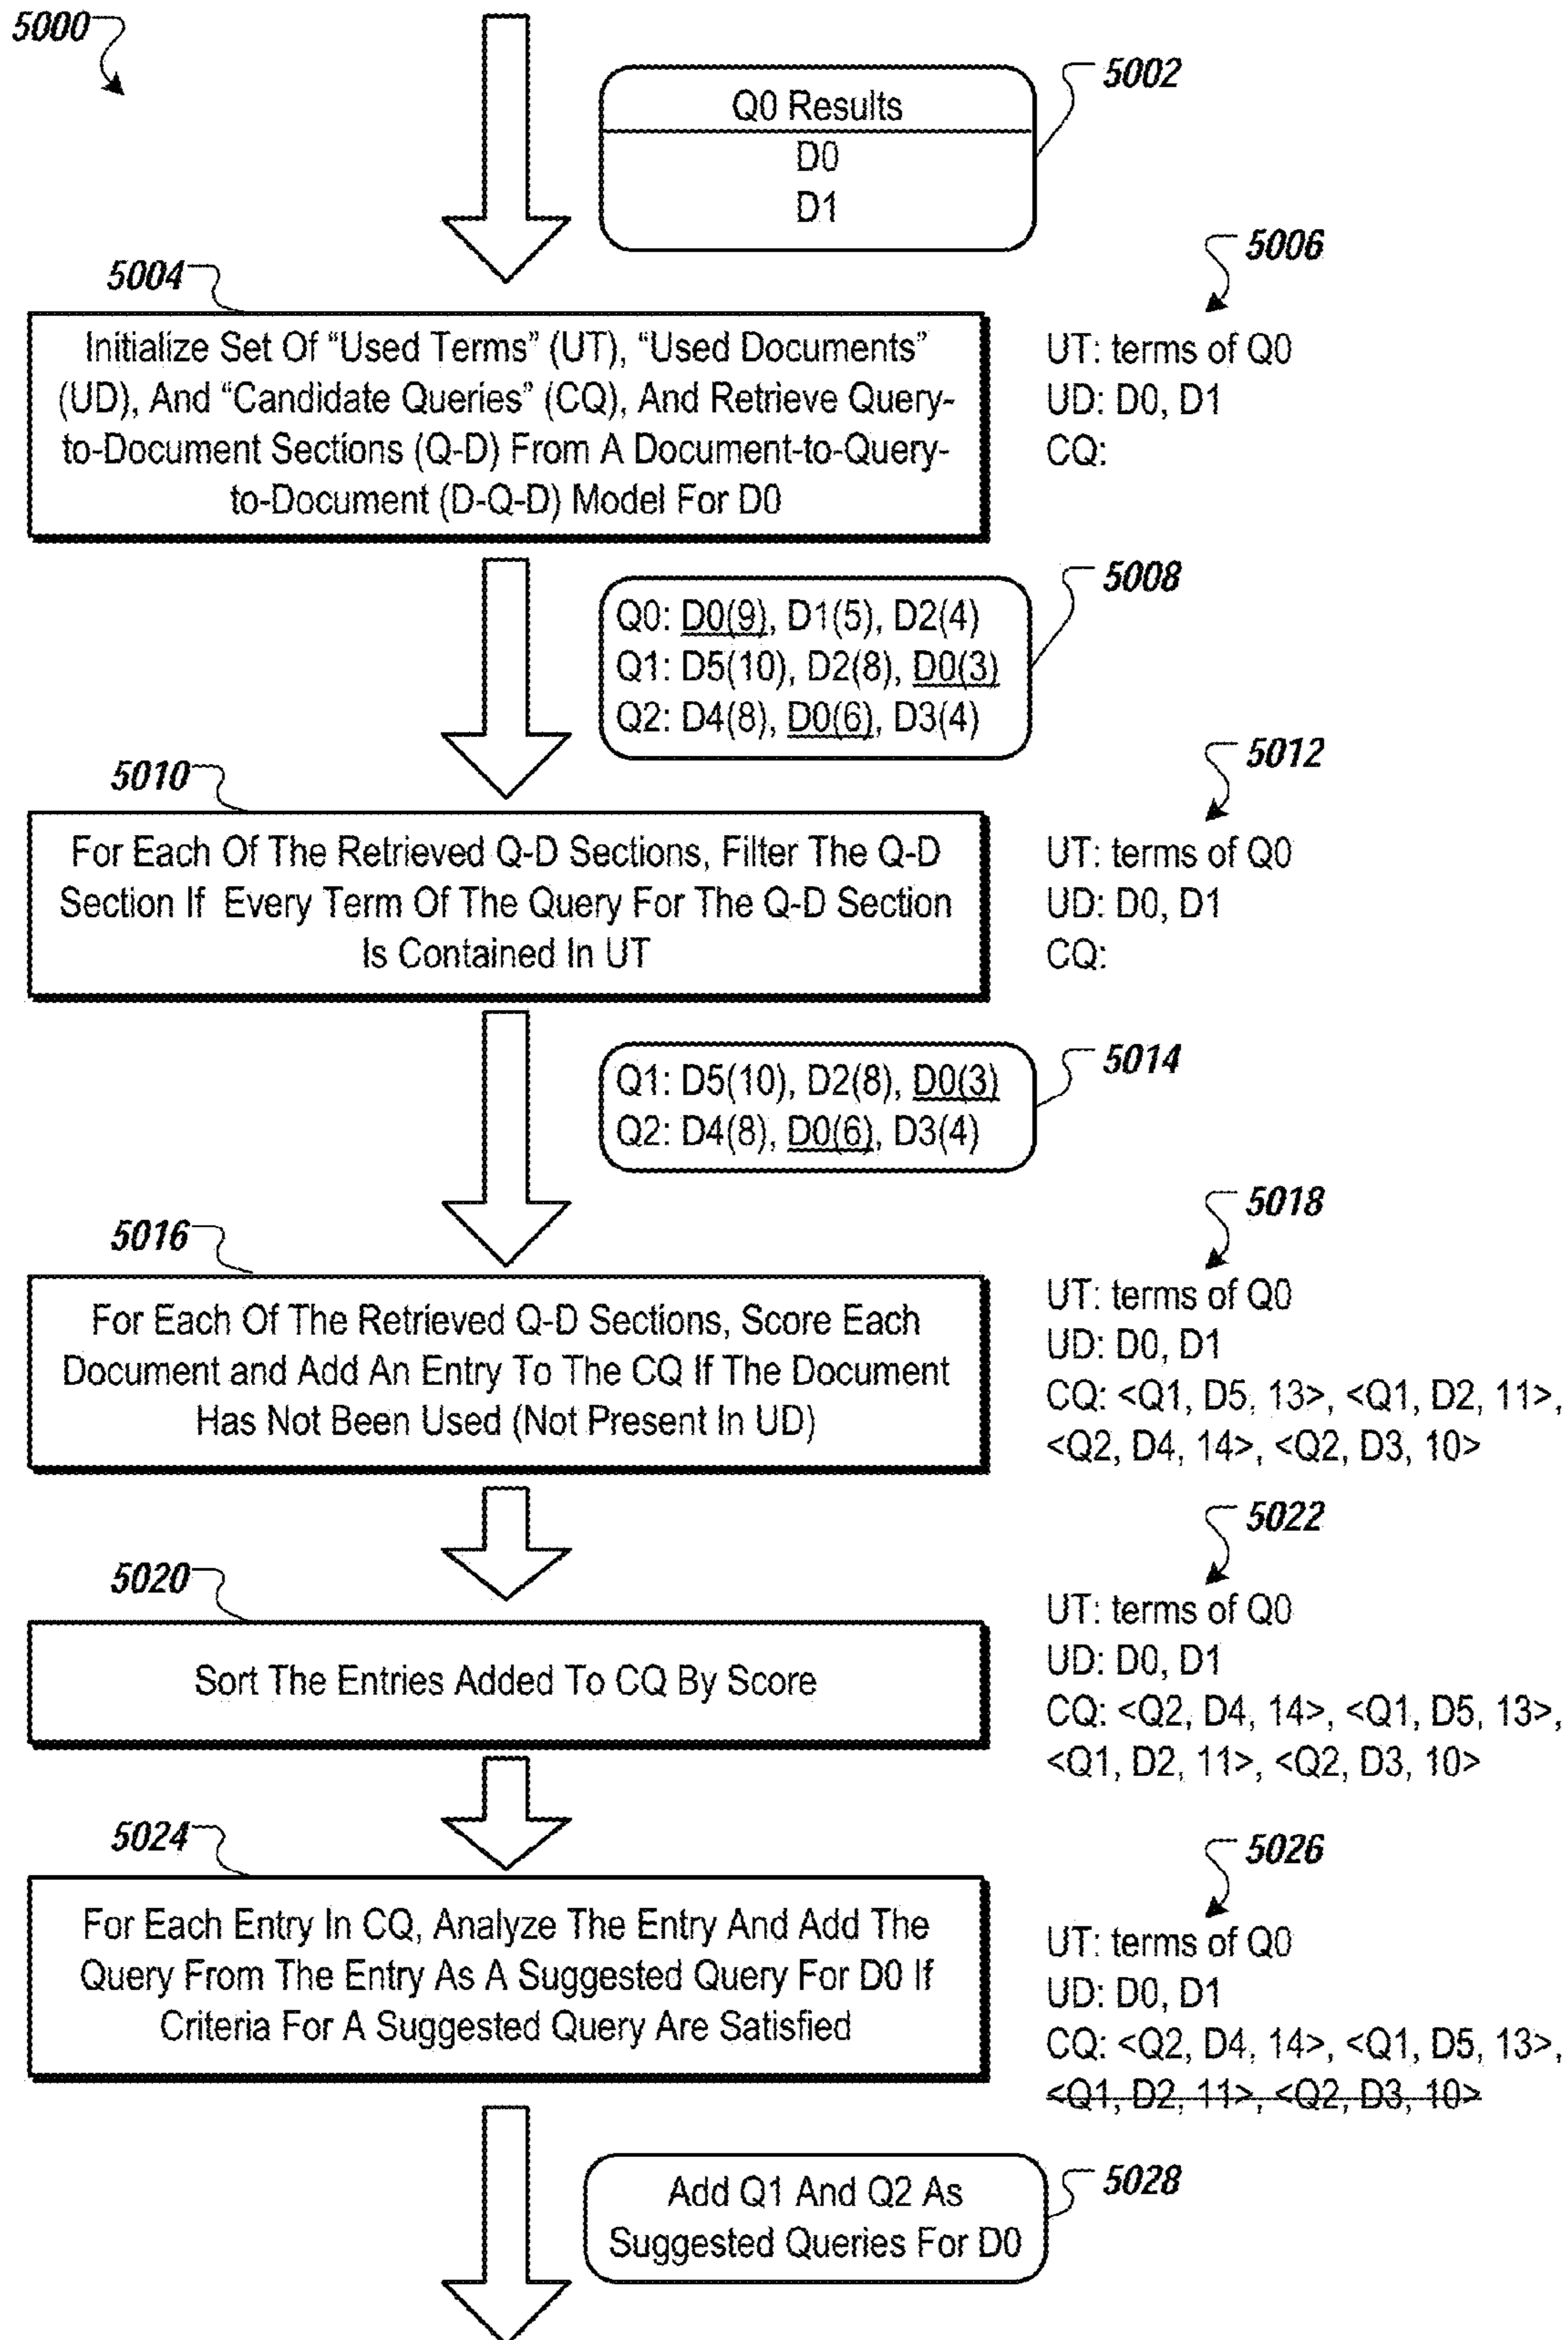 5000
5002
Q0 Results
D0
D1
5004
5006
Initialize Set Of “Used Terms” (UT), “Used Documents”
(UD), And “Candidate Queries” (CQ), And Retrieve Query-
to-Document Sections (Q-D) From A Document-to-Query-
to-Document (D-Q-D) Model For D0
UT: terms of Q0
UD: D0, D1
CQ:
5008
Q0: D0(9), D1(5), D2(4)
Q1: D5(10), D2(8), D0(3)
Q2: D4(8), D0(6), D3(4)
5010
5012
For Each Of The Retrieved Q-D Sections, Filter The Q-D
Section If Every Term Of The Query For The Q-D Section
Is Contained In UT
UT: terms of Q0
UD: D0, D1
CQ:
5014
Q1: D5(10), D2(8), D0(3)
Q2: D4(8), D0(6), D3(4)
5016
5018
For Each Of The Retrieved Q-D Sections, Score Each
Document and Add An Entry To The CQ If The Document
Has Not Been Used (Not Present In UD)
UT: terms of Q0
UD: D0, D1
CQ: <Q1, D5, 13>, <Q1, D2, 11>,
<Q2, D4, 14>, <Q2, D3, 10>
5020
5022
Sort The Entries Added To CQ By Score
UT: terms of Q0
UD: D0, D1
CQ: <Q2, D4, 14>, <Q1, D5, 13>,
<Q1, D2, 11>, <Q2, D3, 10>
5024
5026
For Each Entry In CQ, Analyze The Entry And Add The
Query From The Entry As A Suggested Query For D0 If
Criteria For A Suggested Query Are Satisfied
UT: terms of Q0
UD: D0, D1
CQ: <Q2, D4, 14>, <Q1, D5, 13>,
<Q1, D2, 11>, <Q2, D3, 10>
5028
Add Q1 And Q2 As
Suggested Queries For D0